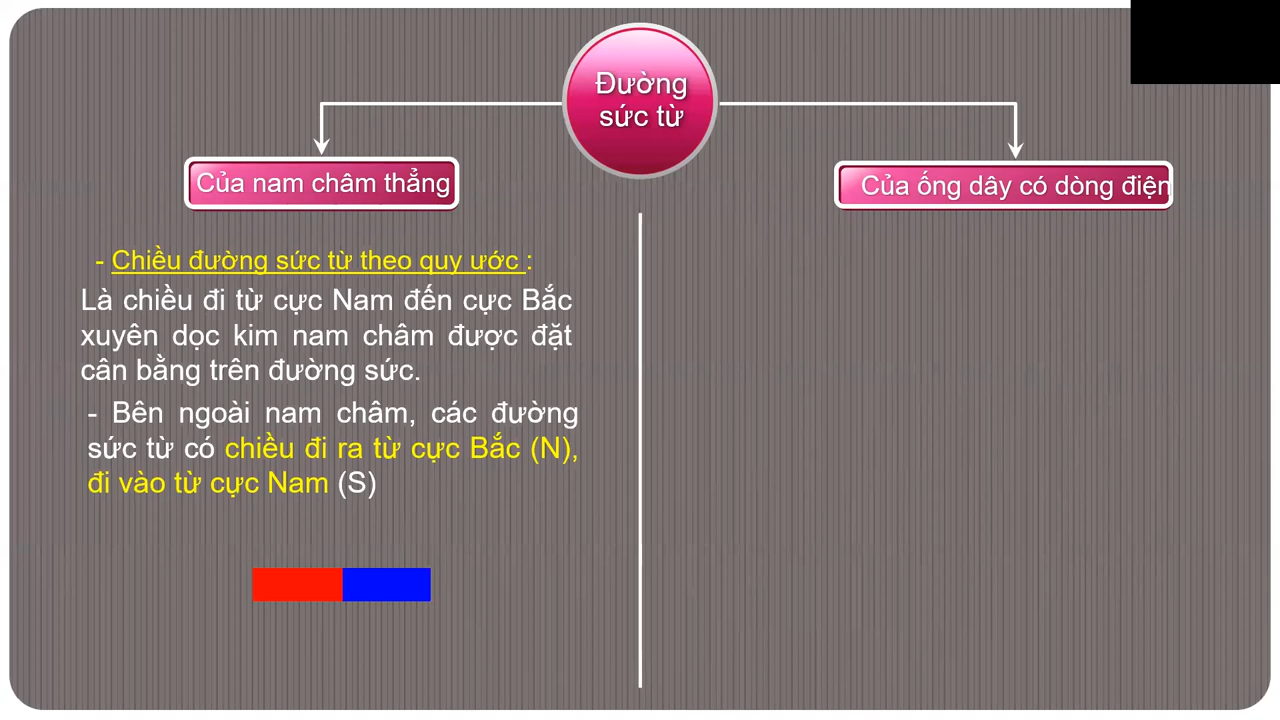 Đường
sức từ
Của nam châm thẳng
Của ống dây có dòng điện
- Chiều đường sức từ theo quy ước :
Là chiều đi từ cực Nam đến cực Bắc
xuyên dọc kim nam châm được đặt
cân bằng trên đường sức.
- Bên ngoài nam châm, các đường
sức từ có chiều đi ra từ cực Bắc (N),
đi vào từ cực Nam (S)